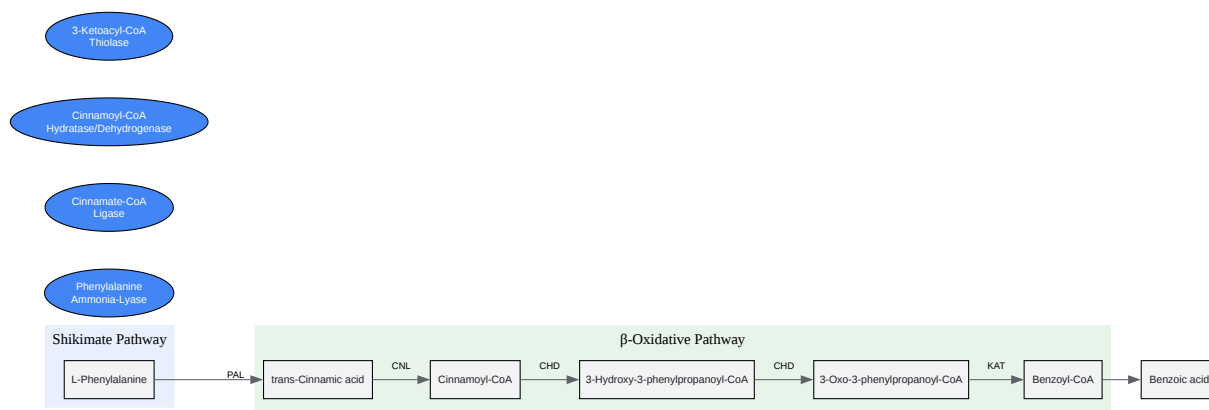 3-Ketoacyl-CoA
Thiolase
Cinnamoyl-CoA
Hydratase/Dehydrogenase
Cinnamate-CoA
Ligase
Phenylalanine
Ammonia-Lyase
Shikimate Pathway
β-Oxidative Pathway
L-Phenylalanine
PAL
trans-Cinnamic acid
CNL
Cinnamoyl-CoA
CHD
3-Hydroxy-3-phenylpropanoyl-CoA
CHD
3-Oxo-3-phenylpropanoyl-CoA
KAT
Benzoyl-CoA
Benzoic acid